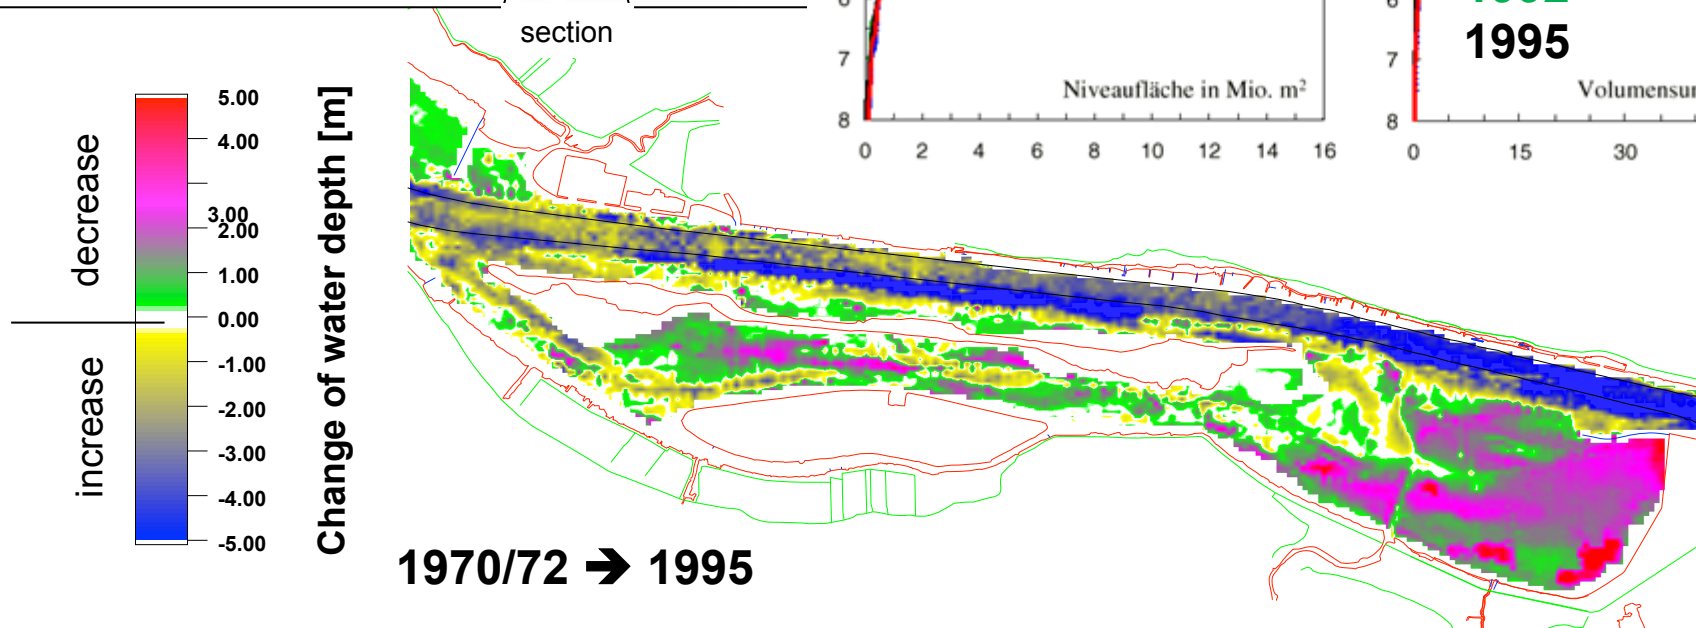 section
1995
6
7
8
Niveaufläche in Mio. m²
0 2 4 6 8 10 12 14 16
6
7
8
0 15 30
decrease
increase
5.00
4.00
3.00
2.00
1.00
0.00
-1.00
-2.00
-3.00
-4.00
-5.00
Change of water depth [m]
1970/72 ➔ 1995